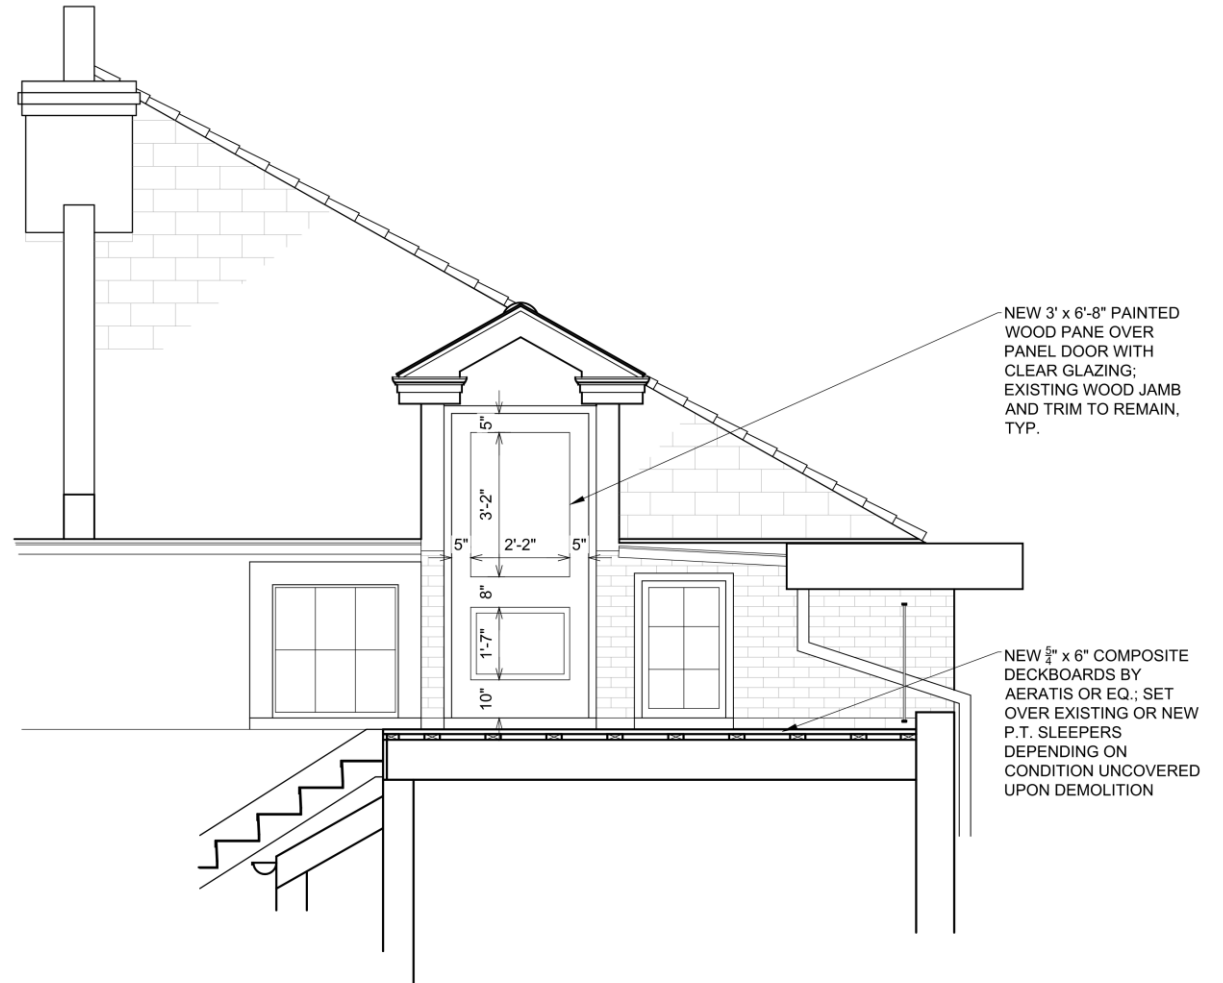 NEW 3' x 6'-8" PAINTED
WOOD PANE OVER
PANEL DOOR WITH
CLEAR GLAZING;
EXISTING WOOD JAMB
AND TRIM TO REMAIN,
TYP.
5"
3'-2"
5"
2'-2"
5"
8"
1'-7"
10"
NEW 5/4" x 6" COMPOSITE
DECKBOARDS BY
AERATIS OR EQ.; SET
OVER EXISTING OR NEW
P.T. SLEEPERS
DEPENDING ON
CONDITION UNCOVERED
UPON DEMOLITION